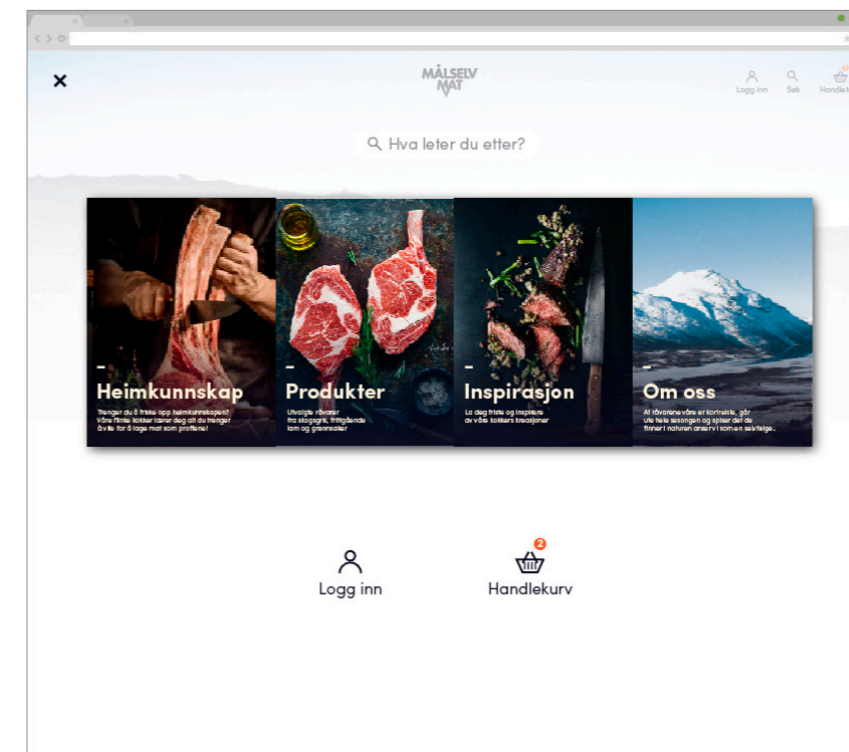 MÅLSELV
MAT
Logg inn
Søk
Handlek
Hva leter du etter?
Heimkunnskap
Trenger du å friske opp heimkunnskapen?
Våre flinke kokker lærer deg alt du trenger
å vite for å lage mat som proffene!
Produkter
Utvalgte råvarer
fra skogsgris, frittgående
lam og grønnsaker
Inspirasjon
La deg friste og inspirere
av våre kokkers kreasjoner
Om oss
At råvarene våre er kortreiste, går
ute hele sesongen og spiser det de
finner i naturen anser vi som en selvfølge.
Logg inn
2
Handlekurv